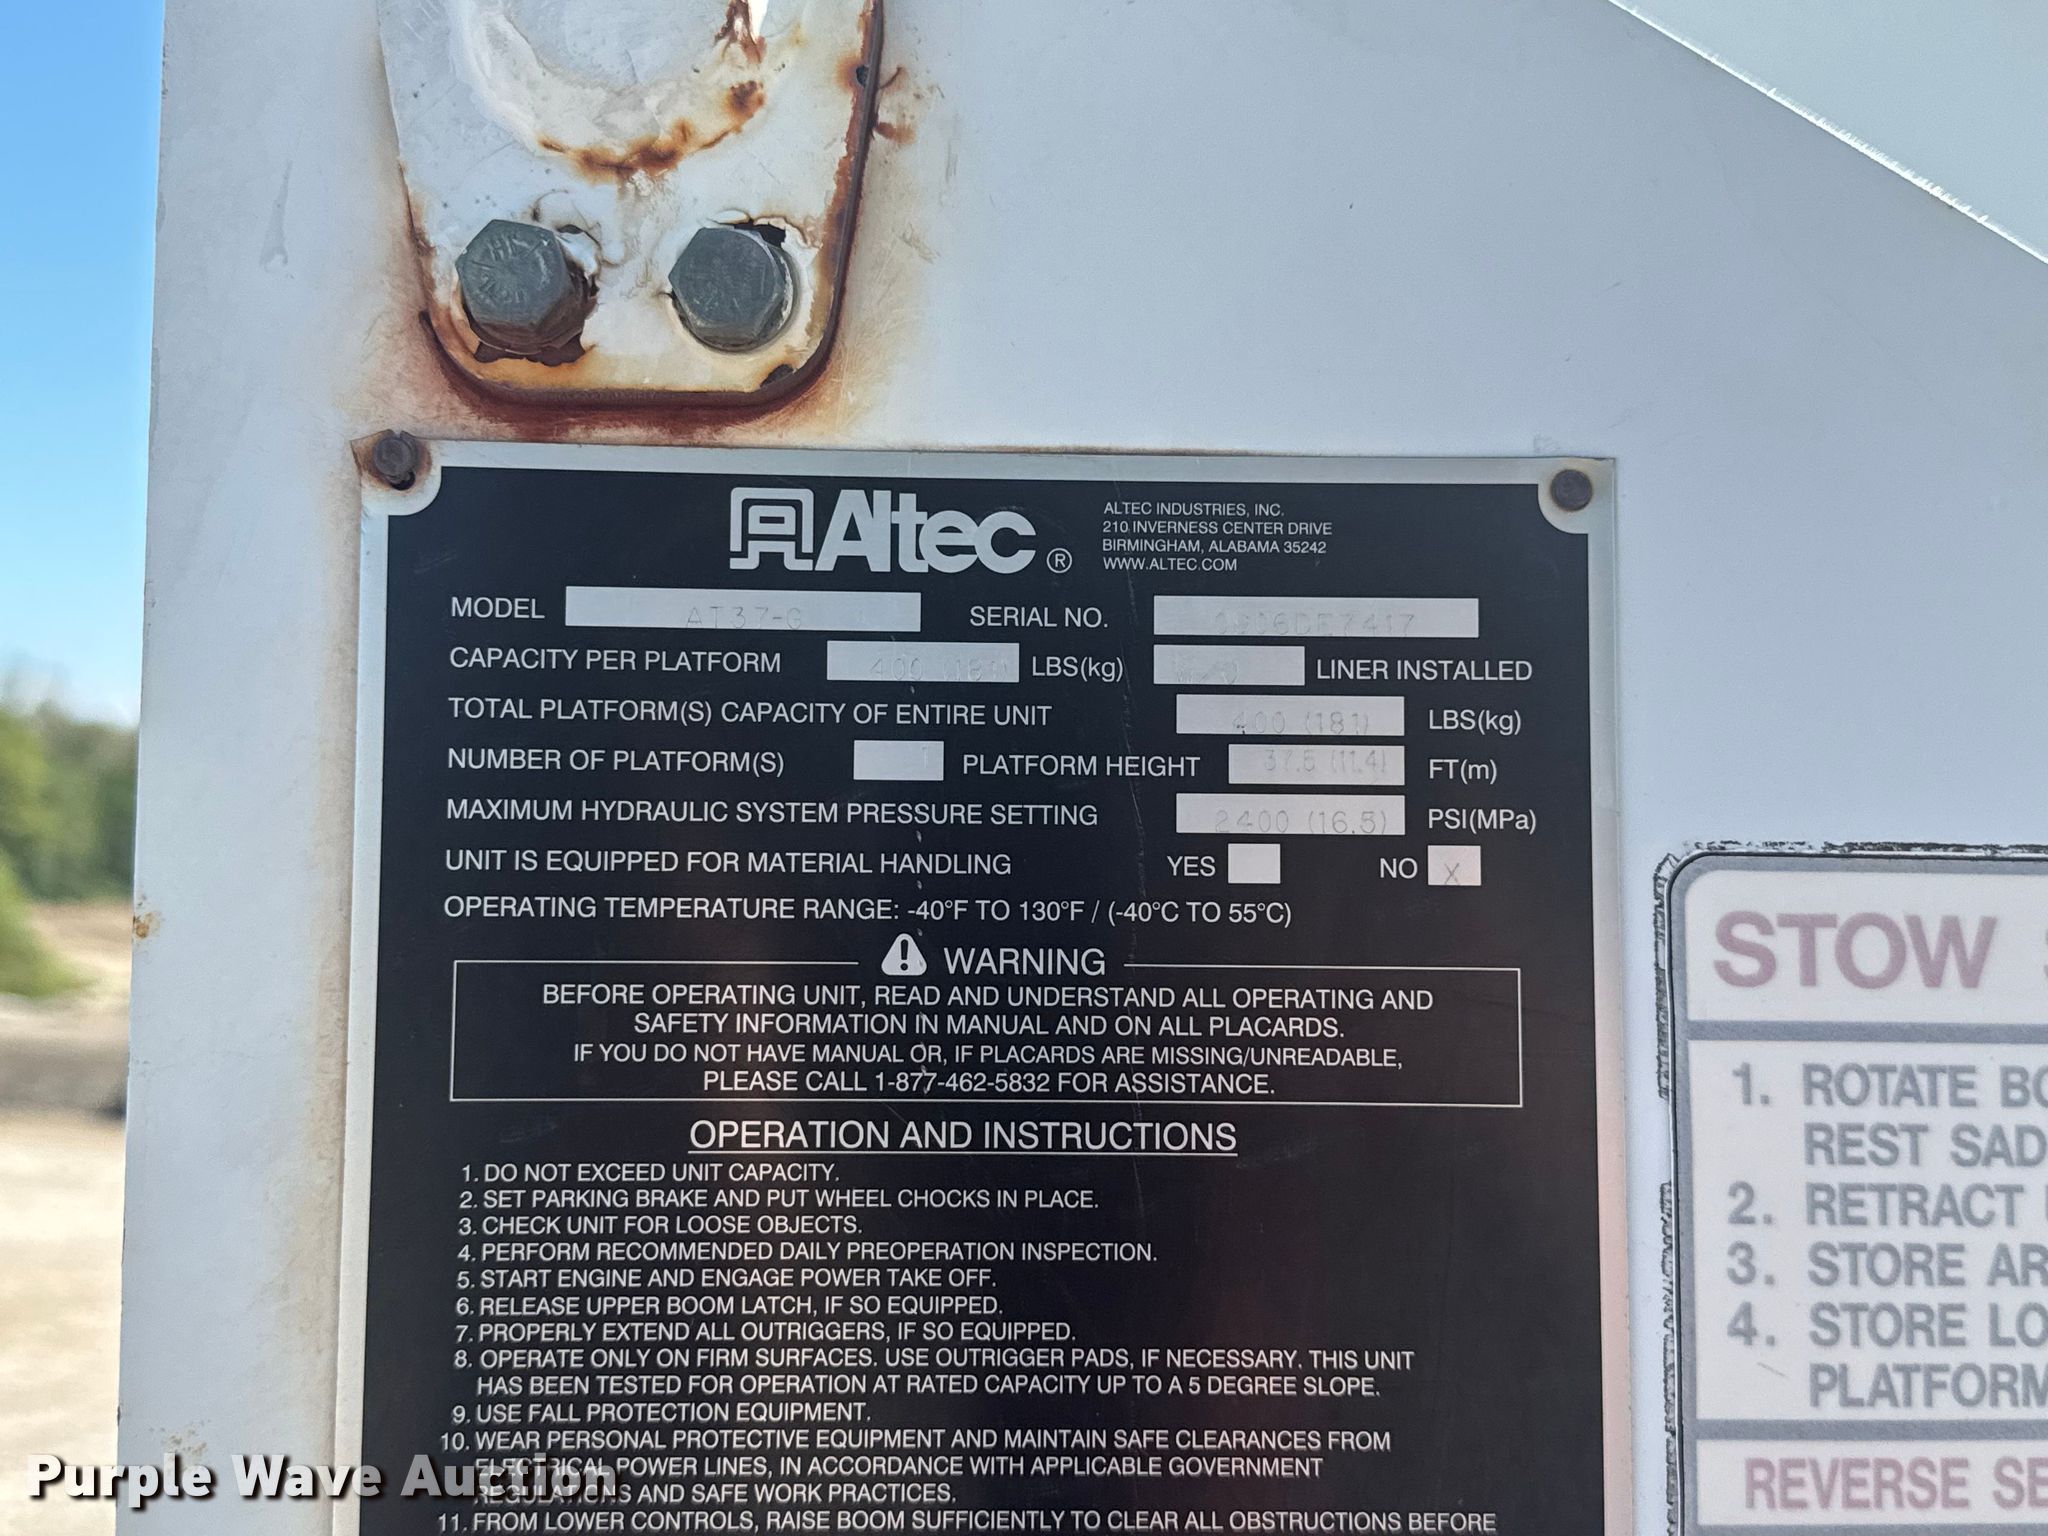 Altec®
ALTEC INDUSTRIES, INC.
210 INVERNESS CENTER DRIVE
BIRMINGHAM, ALABAMA 35242
WWW.ALTEC.COM
MODEL AT37-G SERIAL NO.
CAPACITY PER PLATFORM 400 (181) LBS(kg) LINER INSTALLED
TOTAL PLATFORM(S) CAPACITY OF ENTIRE UNIT 400 (181) LBS(kg)
NUMBER OF PLATFORM(S) 1 PLATFORM HEIGHT (11.4) FT(m)
MAXIMUM HYDRAULIC SYSTEM PRESSURE SETTING 2400 (16.5) PSI(MPa)
UNIT IS EQUIPPED FOR MATERIAL HANDLING YES NO X
OPERATING TEMPERATURE RANGE: -40°F TO 130°F / (-40°C TO 55°C)
WARNING
BEFORE OPERATING UNIT, READ AND UNDERSTAND ALL OPERATING AND
SAFETY INFORMATION IN MANUAL AND ON ALL PLACARDS.
IF YOU DO NOT HAVE MANUAL OR, IF PLACARDS ARE MISSING/UNREADABLE,
PLEASE CALL 1-877-462-5832 FOR ASSISTANCE.
OPERATION AND INSTRUCTIONS
1. DO NOT EXCEED UNIT CAPACITY.
2. SET PARKING BRAKE AND PUT WHEEL CHOCKS IN PLACE.
3. CHECK UNIT FOR LOOSE OBJECTS.
4. PERFORM RECOMMENDED DAILY PREOPERATION INSPECTION.
5. START ENGINE AND ENGAGE POWER TAKE OFF.
6. RELEASE UPPER BOOM LATCH, IF SO EQUIPPED.
7. PROPERLY EXTEND ALL OUTRIGGERS, IF SO EQUIPPED.
8. OPERATE ONLY ON FIRM SURFACES. USE OUTRIGGER PADS, IF NECESSARY. THIS UNIT
HAS BEEN TESTED FOR OPERATION AT RATED CAPACITY UP TO A 5 DEGREE SLOPE.
9. USE FALL PROTECTION EQUIPMENT.
10. WEAR PERSONAL PROTECTIVE EQUIPMENT AND MAINTAIN SAFE CLEARANCES FROM
ELECTRICAL POWER LINES, IN ACCORDANCE WITH APPLICABLE GOVERNMENT
REGULATIONS AND SAFE WORK PRACTICES.
11. FROM LOWER CONTROLS, RAISE BOOM SUFFICIENTLY TO CLEAR ALL OBSTRUCTIONS BEFORE
STOW S
1. ROTATE BO
REST SAD
2. RETRACT
3. STORE AR
4. STORE LO
PLATFORM
REVERSE SE
Purple Wave Auction